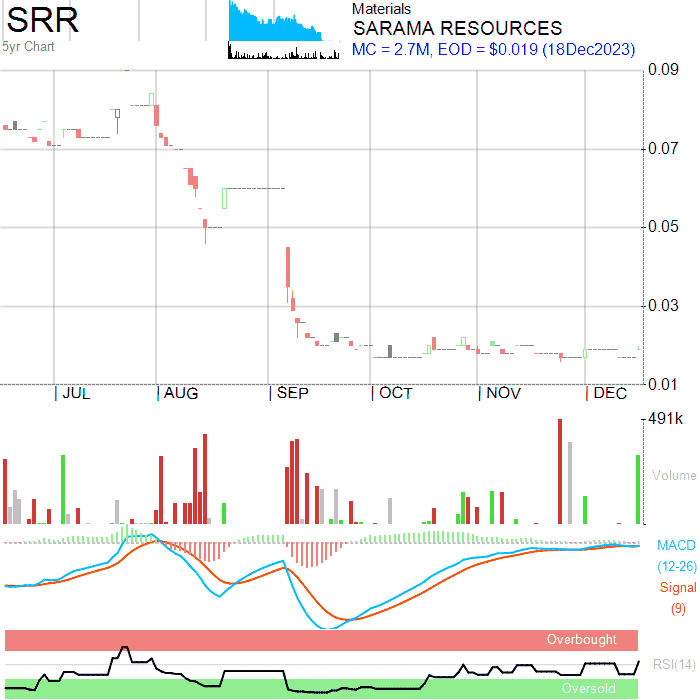 SRR
5yr Chart
Materials
SARAMA RESOURCES
MC = 2.7M, EOD = $0.019 (18Dec2023)
0.09
0.07
0.05
0.03
0.01
JUL AUG SEP OCT NOV DEC
491k
Volume
MACD
(12-26)
Signal
(9)
Overbought
RSI(14)
Oversold